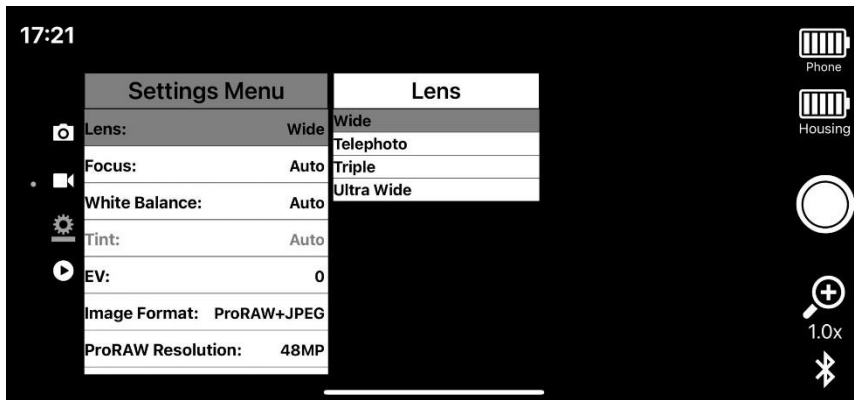 17:21
Phone
Housing
Settings Menu
Lens: Wide
Focus: Auto
White Balance: Auto
Tint: Auto
EV: 0
Image Format: ProRAW+JPEG
ProRAW Resolution: 48MP
Lens
Wide
Telephoto
Triple
Ultra Wide
1.0x